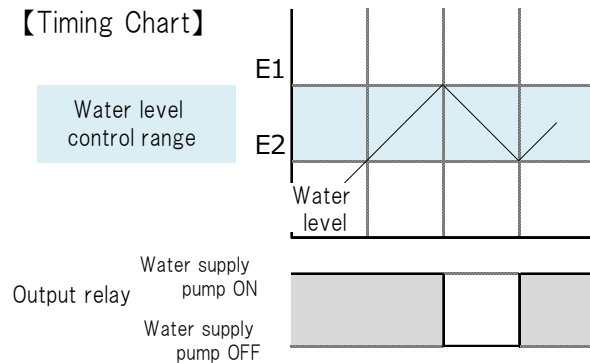 【Timing Chart】
E1
Water level
control range
E2
Water
level
Water supply
pump ON
Output relay
Water supply
pump OFF